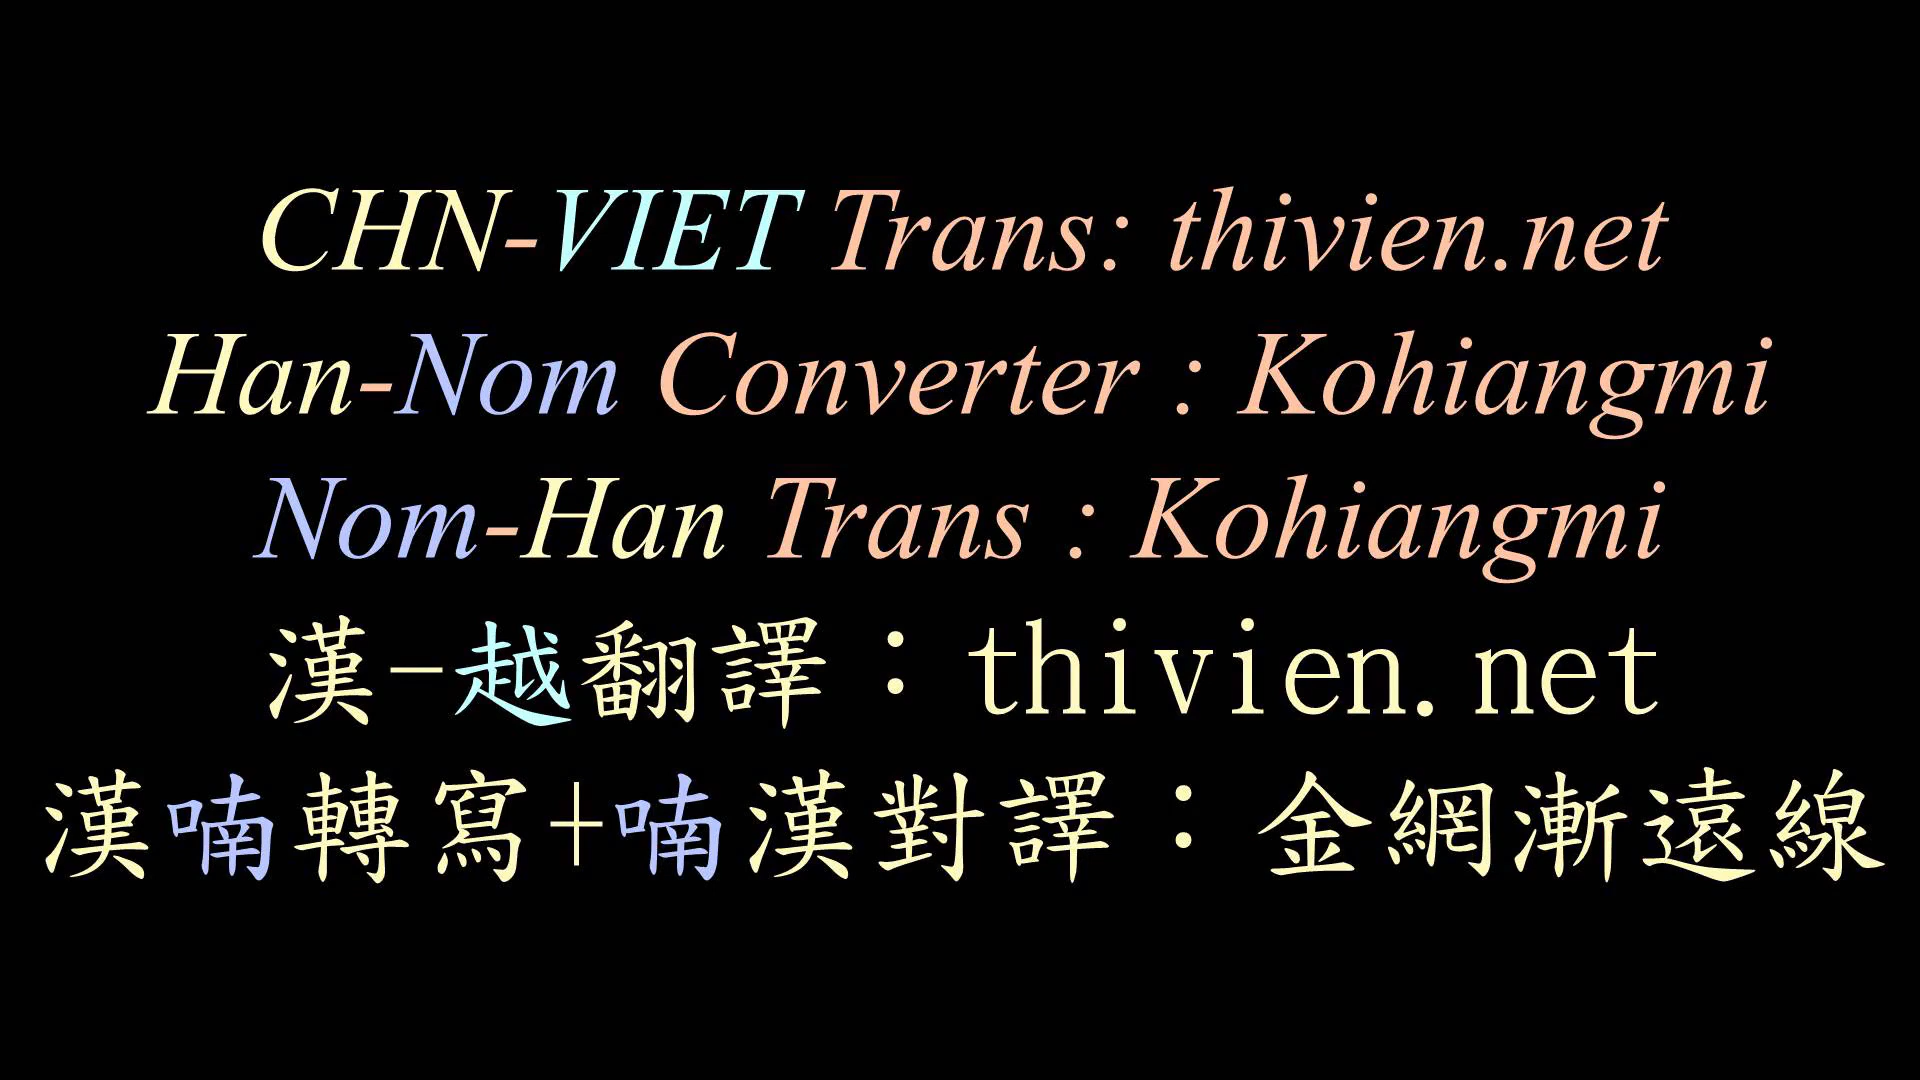 CHN-VIET Trans: thivien.net
Han-Nom Converter : Kohiangmi
Nom-Han Trans : Kohiangmi
漢-越翻譯：thivien.net
漢喃轉寫+喃漢對譯：金網漸遠線